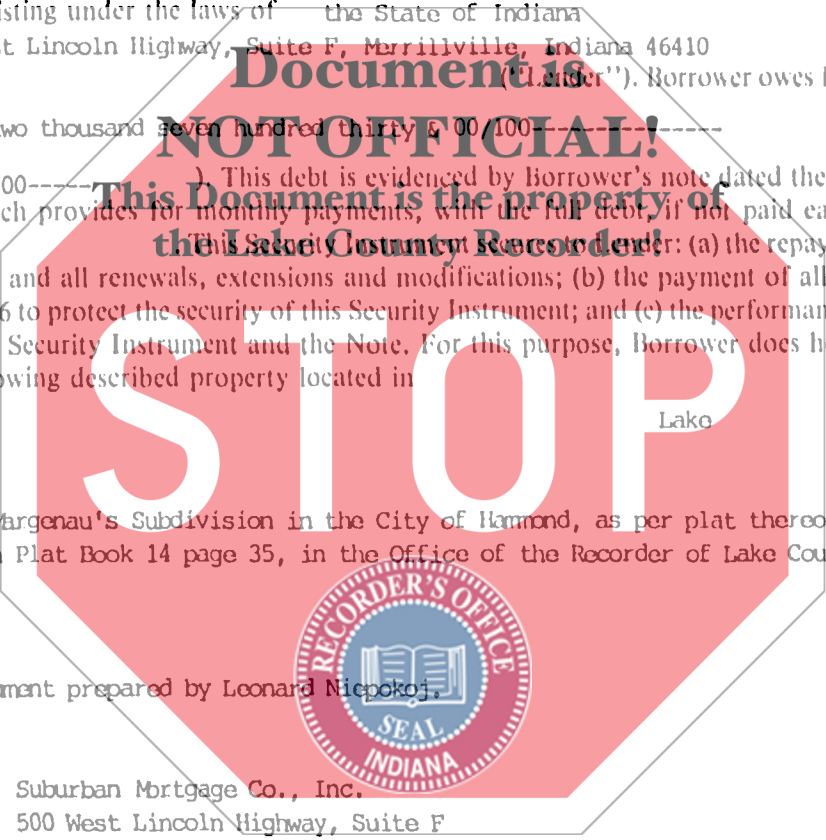 isting under the laws of the State of Indiana
st Lincoln Highway, Suite F, Merrillville, Indiana 46410
Document is
("Lender"). Borrower owes
wo thousand seven hundred thirty & 00/100-----------------
NOT OFFICIAL!
00----- ). This debt is evidenced by Borrower's note dated the
This Document is the property of
ch provides for monthly payments, with the full debt, if not paid ea
the Lake County Recorder!
. This Security Instrument secures to Lender: (a) the repay
and all renewals, extensions and modifications; (b) the payment of all
6 to protect the security of this Security Instrument; and (c) the performan
Security Instrument and the Note. For this purpose, Borrower does h
owing described property located in
STOP
Lake
Margenau's Subdivision in the City of Hammond, as per plat thereo
Plat Book 14 page 35, in the Office of the Recorder of Lake Cou
RECORDER'S OFFICE
ment prepared by Leonard Niepokoj.
SEAL
INDIANA
Suburban Mortgage Co., Inc.
500 West Lincoln Highway, Suite F